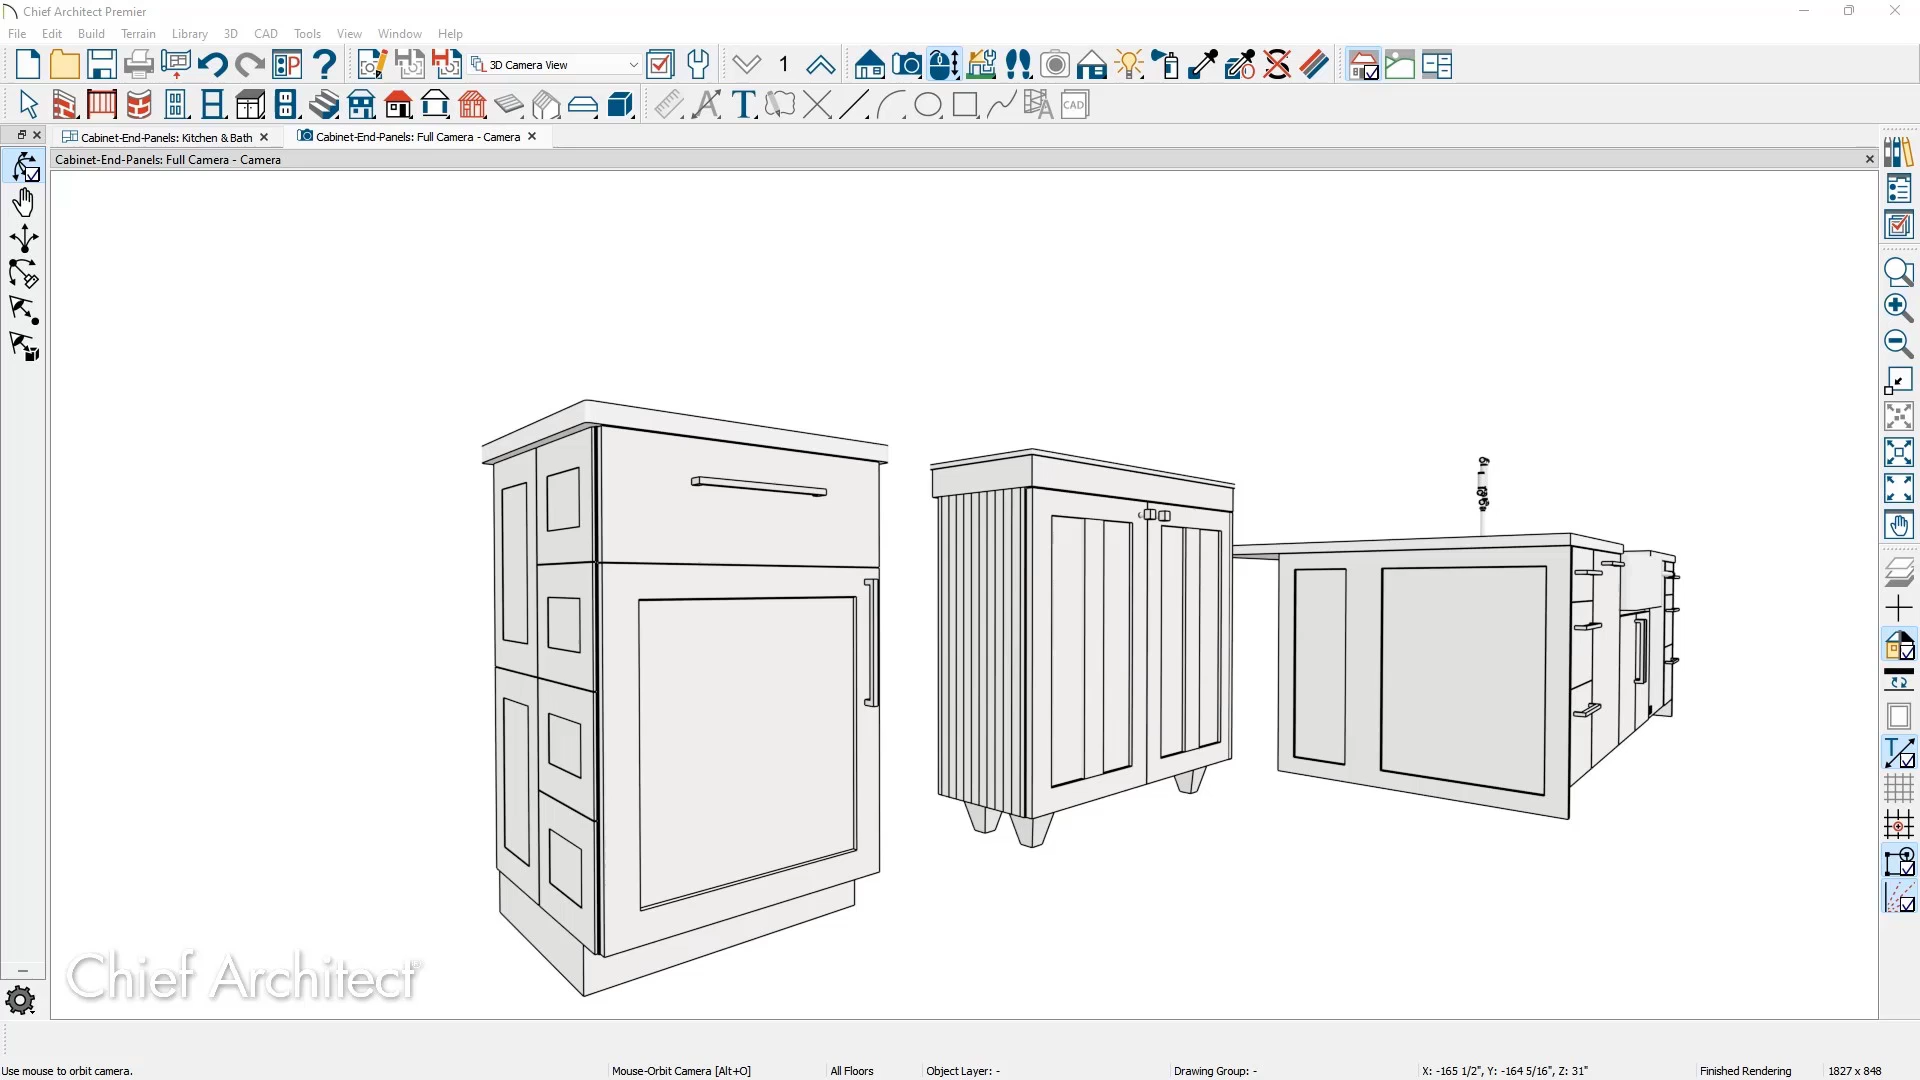 Chief Architect Premier
File Edit Build Terrain Library 3D CAD Tools View Window Help
3D Camera View
1
CAD
Cabinet-End-Panels: Kitchen & Bath
Cabinet-End-Panels: Full Camera - Camera
Cabinet-End-Panels: Full Camera - Camera
Chief Architect
Use mouse to orbit camera.
Mouse-Orbit Camera [Alt+O]
All Floors
Object Layer: -
Drawing Group: -
X: -165 1/2", Y: -164 5/16", Z: 31"
Finished Rendering
1827 x 848